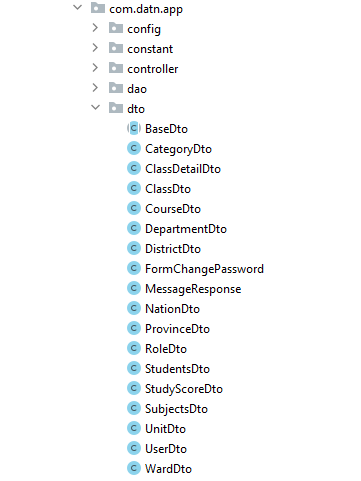 com.datn.app
config
constant
controller
dao
dto
BaseDto
CategoryDto
ClassDetailDto
ClassDto
CourseDto
DepartmentDto
DistrictDto
FormChangePassword
MessageResponse
NationDto
ProvinceDto
RoleDto
StudentsDto
StudyScoreDto
SubjectsDto
UnitDto
UserDto
WardDto